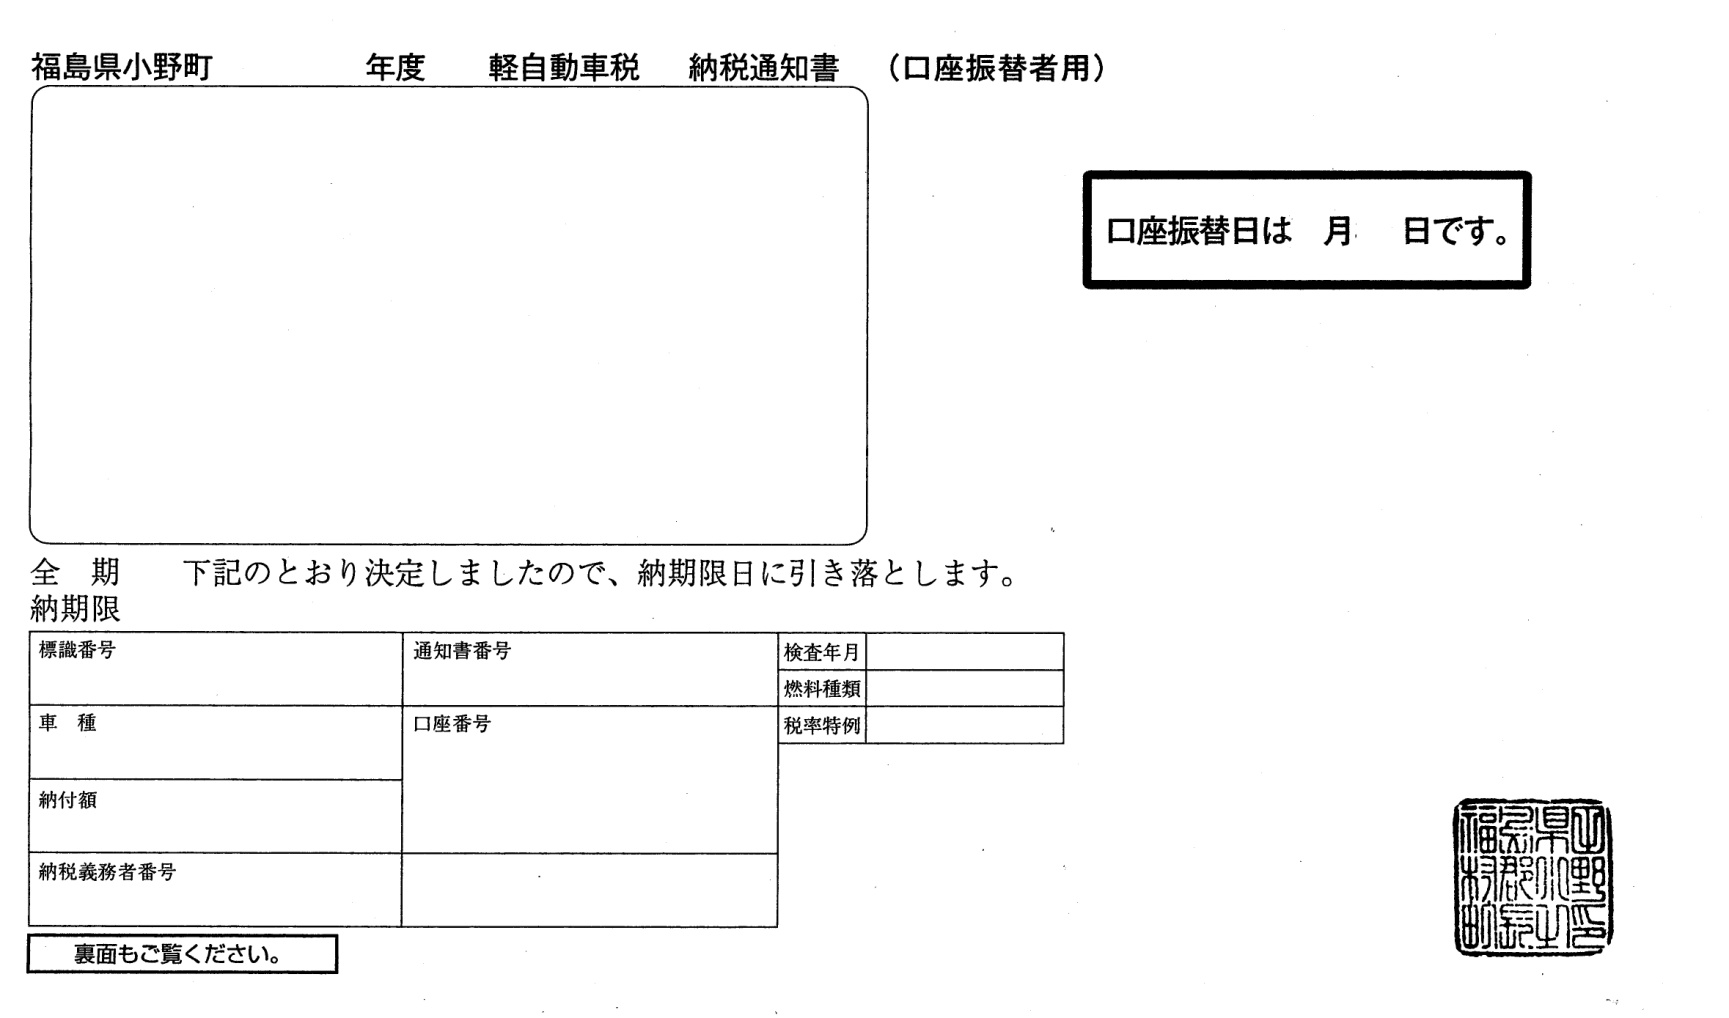 福島県小野町　　　　　年度　　軽自動車税　　納税通知書　（口座振替者用）
口座振替日は　月　日です。
全　期　　下記のとおり決定しましたので、納期限日に引き落とします。
納期限
標識番号
通知書番号
検査年月
燃料種類
車　種
口座番号
税率特例
納付額
納税義務者番号
裏面もご覧ください。